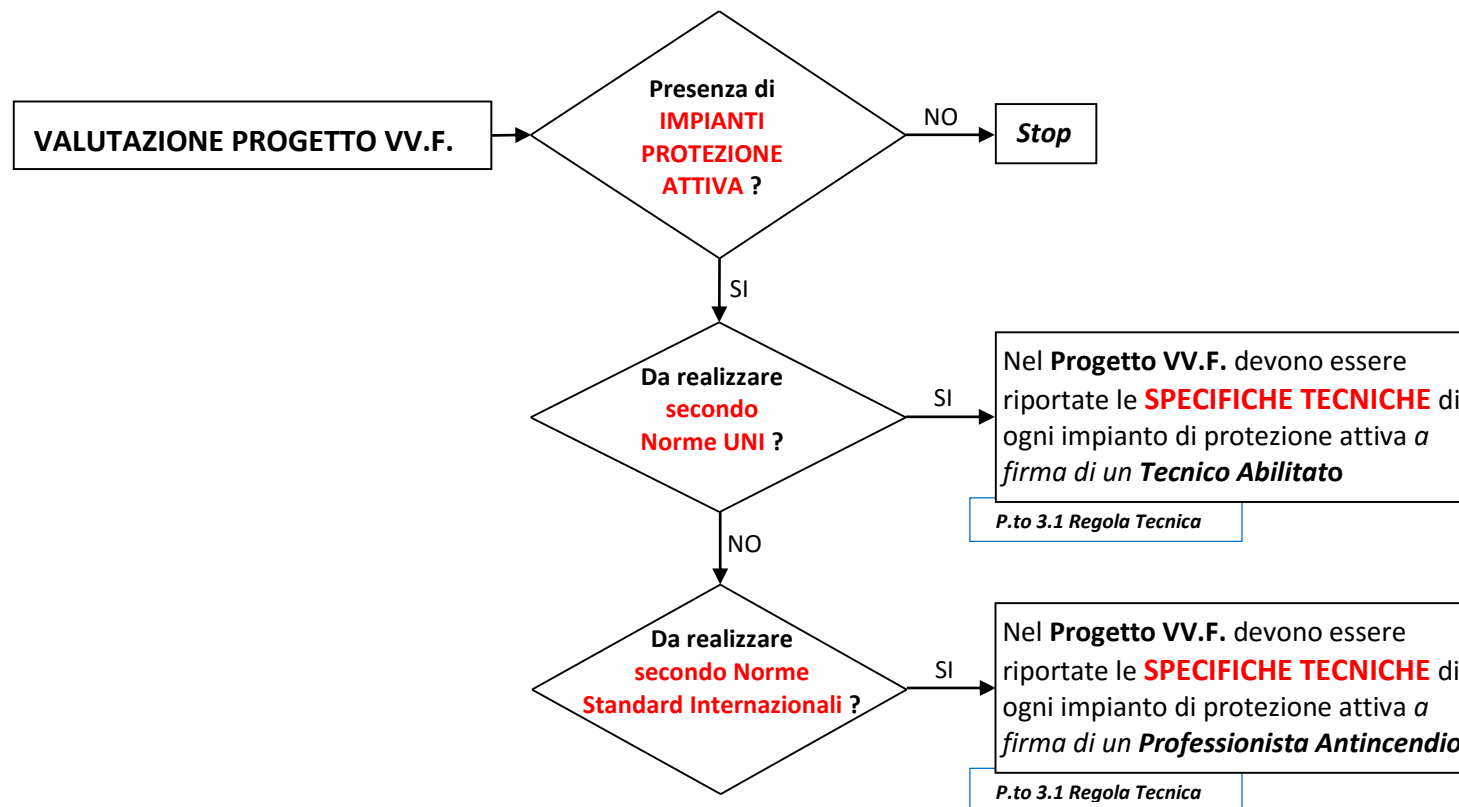 VALUTAZIONE PROGETTO VV.F.
Presenza di
IMPIANTI
PROTEZIONE
ATTIVA ?
NO
Stop
SI
Da realizzare
secondo
Norme UNI ?
SI
Nel Progetto VV.F. devono essere
riportate le SPECIFICHE TECNICHE di
ogni impianto di protezione attiva a
firma di un Tecnico Abilitato
P.to 3.1 Regola Tecnica
NO
Da realizzare
secondo Norme
Standard Internazionali ?
SI
Nel Progetto VV.F. devono essere
riportate le SPECIFICHE TECNICHE di
ogni impianto di protezione attiva a
firma di un Professionista Antincendio
P.to 3.1 Regola Tecnica